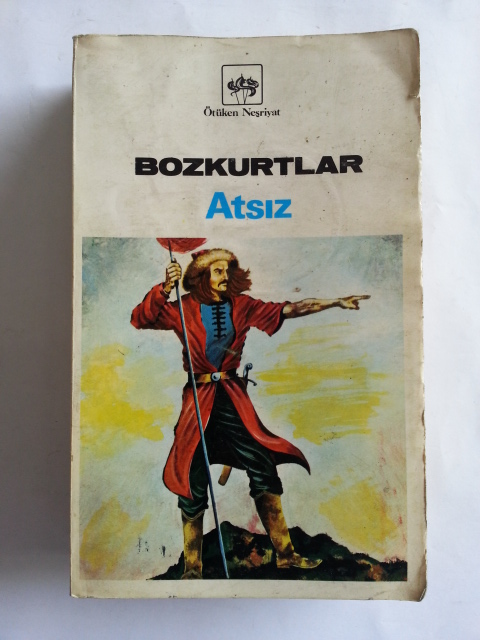 Ötüken Neşriyat
BOZKURTLAR
Atsız